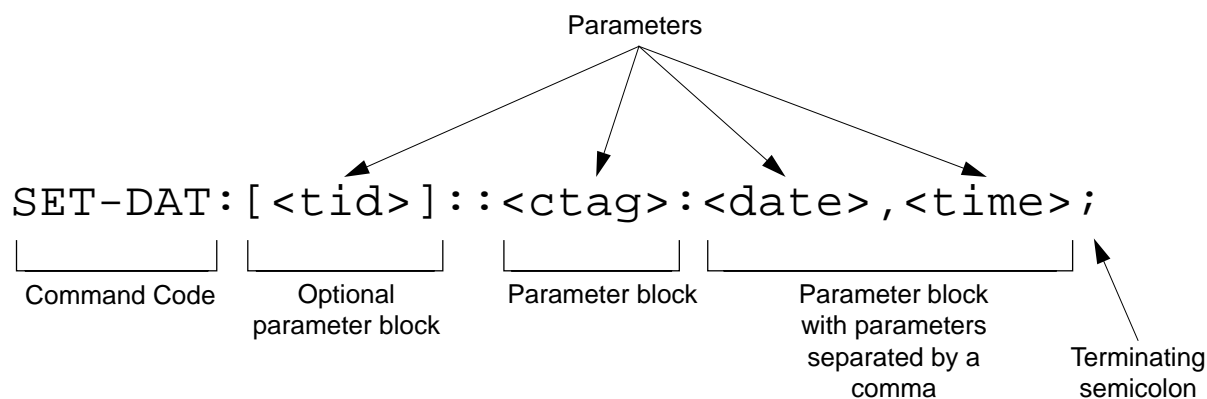 Parameters
SET-DAT:[<tid>]::<ctag>:<date>,<time>;
Command Code
Optional
parameter block
Parameter block
Parameter block
with parameters
separated by a
comma
Terminating
semicolon